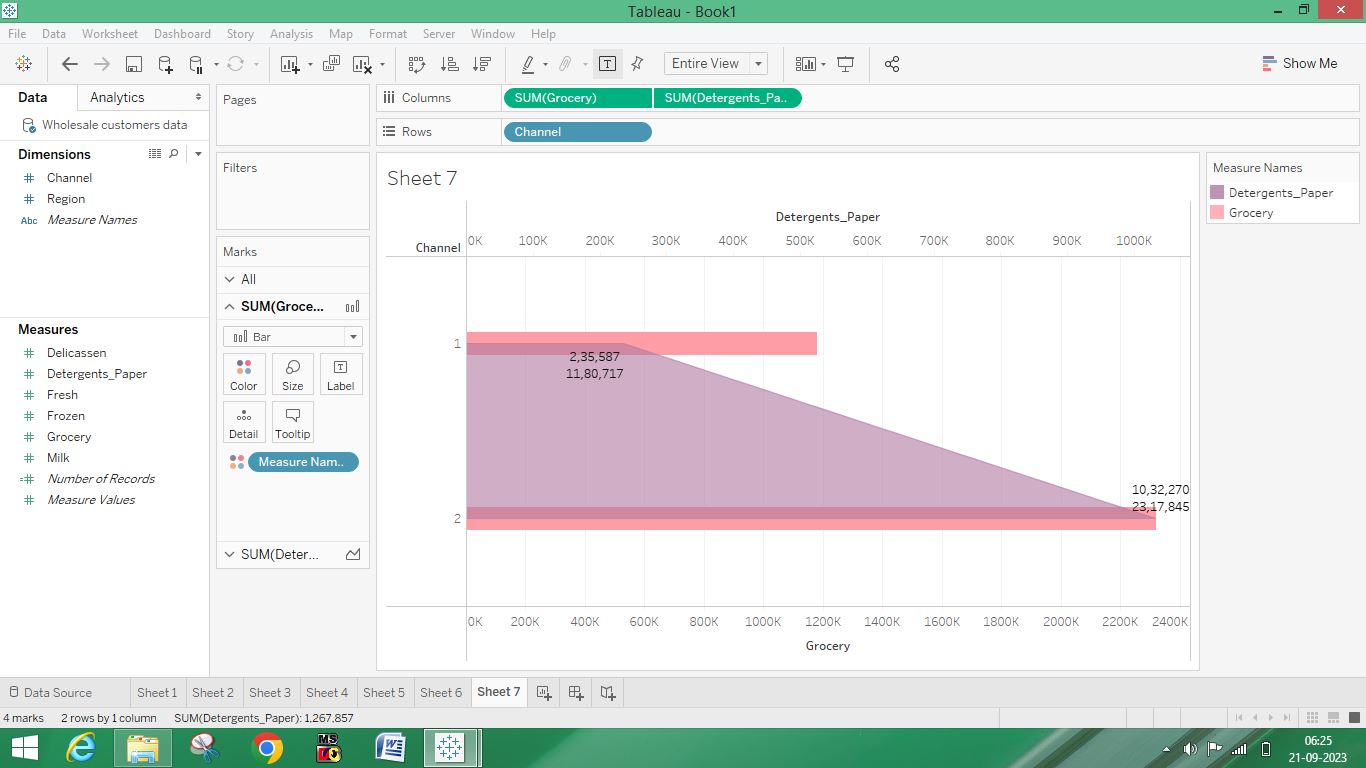 Tableau - Book1
File Data Worksheet Dashboard Story Analysis Map Format Server Window Help
Entire View
Show Me
Data Analytics
Wholesale customers data
Dimensions
Channel
Region
Abc Measure Names
Measures
Delicassen
Detergents_Paper
Fresh
Frozen
Grocery
Milk
Number of Records
Measure Values
Pages
Filters
Marks
All
SUM(Groce...
Bar
Color Size Label
Detail Tooltip
Measure Nam..
SUM(Deter...
Columns SUM(Grocery) SUM(Detergents_Pa..
Rows Channel
Sheet 7
Detergents_Paper
Channel
0K 100K 200K 300K 400K 500K 600K 700K 800K 900K 1000K
1
2,35,587
11,80,717
10,32,270
23,17,845
2
0K 200K 400K 600K 800K 1000K 1200K 1400K 1600K 1800K 2000K 2200K 2400K
Grocery
Measure Names
Detergents_Paper
Grocery
Data Source Sheet 1 Sheet 2 Sheet 3 Sheet 4 Sheet 5 Sheet 6 Sheet 7
4 marks 2 rows by 1 column SUM(Detergents_Paper): 1,267,857
MS
06:25
21-09-2023